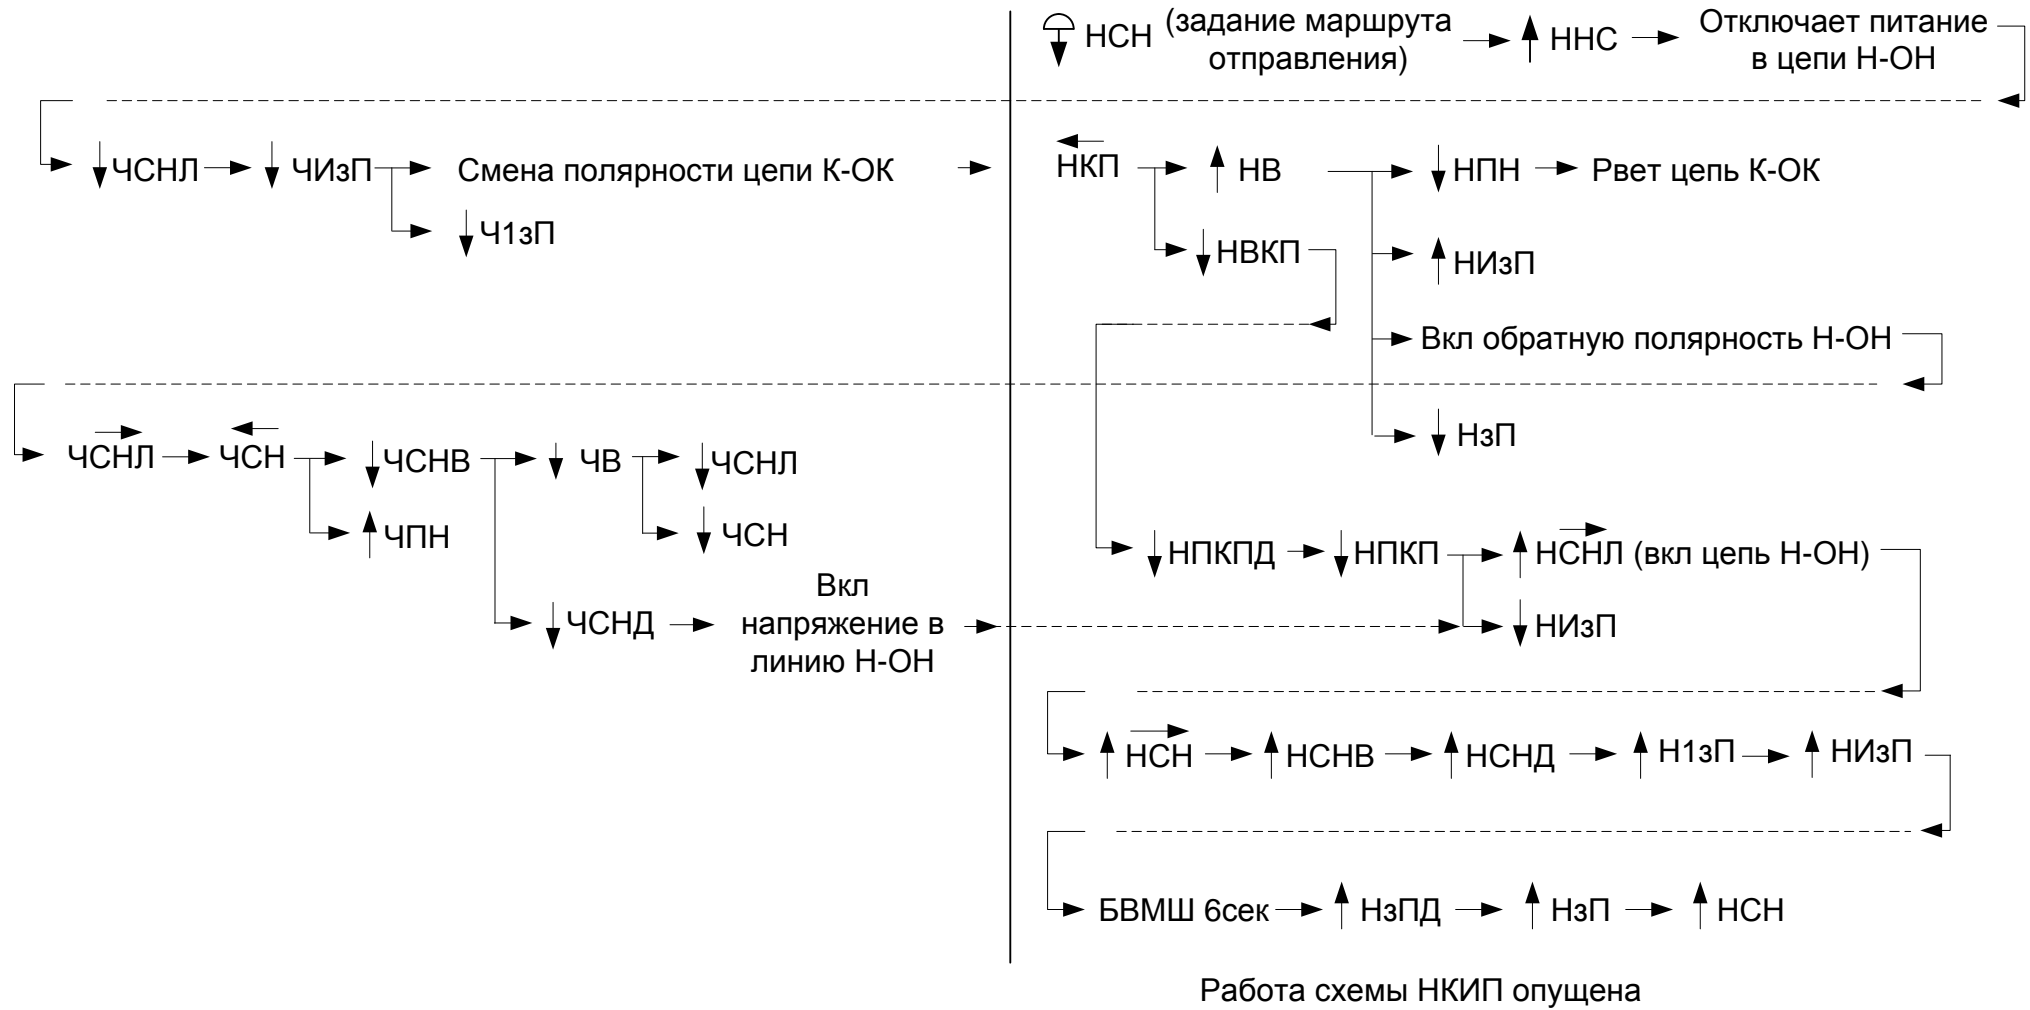 НСН (задание маршрута
отправления)
ННС
Отключает питание
в цепи Н-ОН
ЧСНЛ
ЧИзП
Смена полярности цепи К-ОК
Ч1зП
НКП
НВ
НПН
Рвет цепь К-ОК
НВКП
НИзП
Вкл обратную полярность Н-ОН
НзП
ЧСНЛ
ЧСН
ЧСНВ
ЧВ
ЧСНЛ
ЧПН
ЧСН
ЧСНД
Вкл
напряжение в
линию Н-ОН
НПКПД
НПКП
НСНЛ (вкл цепь Н-ОН)
НИзП
НСН
НСНВ
НСНД
Н1зП
НИзП
БВМШ 6сек
НзПД
НзП
НСН
Работа схемы НКИП опущена